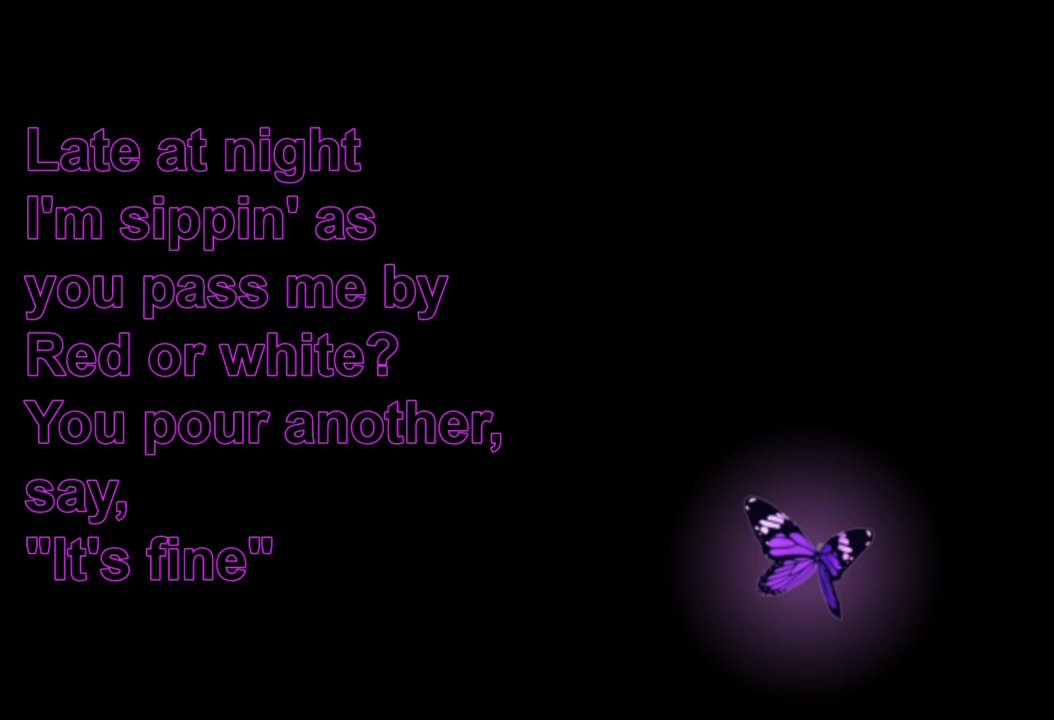 Late at night
I'm sippin' as
you pass me by
Red or white?
You pour another,
say,
"It's fine"